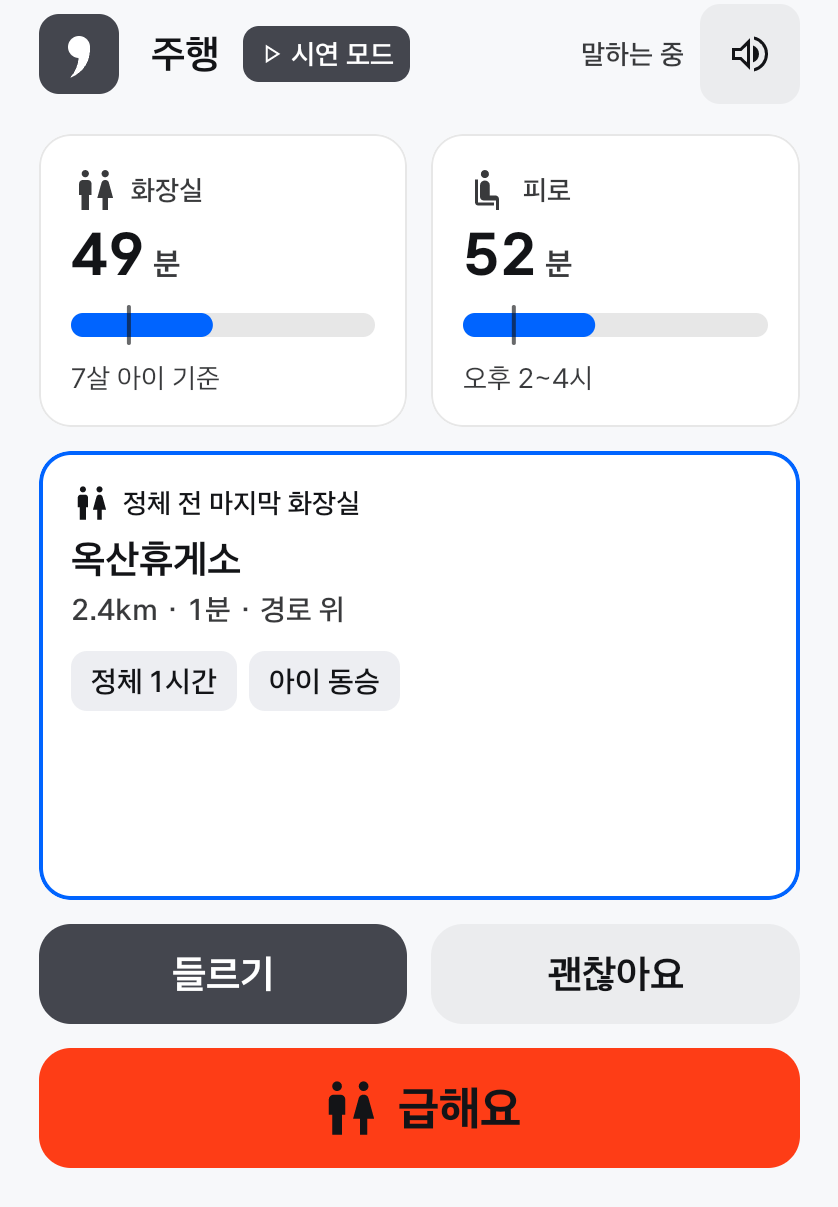 주행
시연 모드
말하는 중
화장실
49 분
7살 아이 기준
피로
52 분
오후 2~4시
정체 전 마지막 화장실
옥산휴게소
2.4km · 1분 · 경로 위
정체 1시간
아이 동승
들르기
괜찮아요
급해요